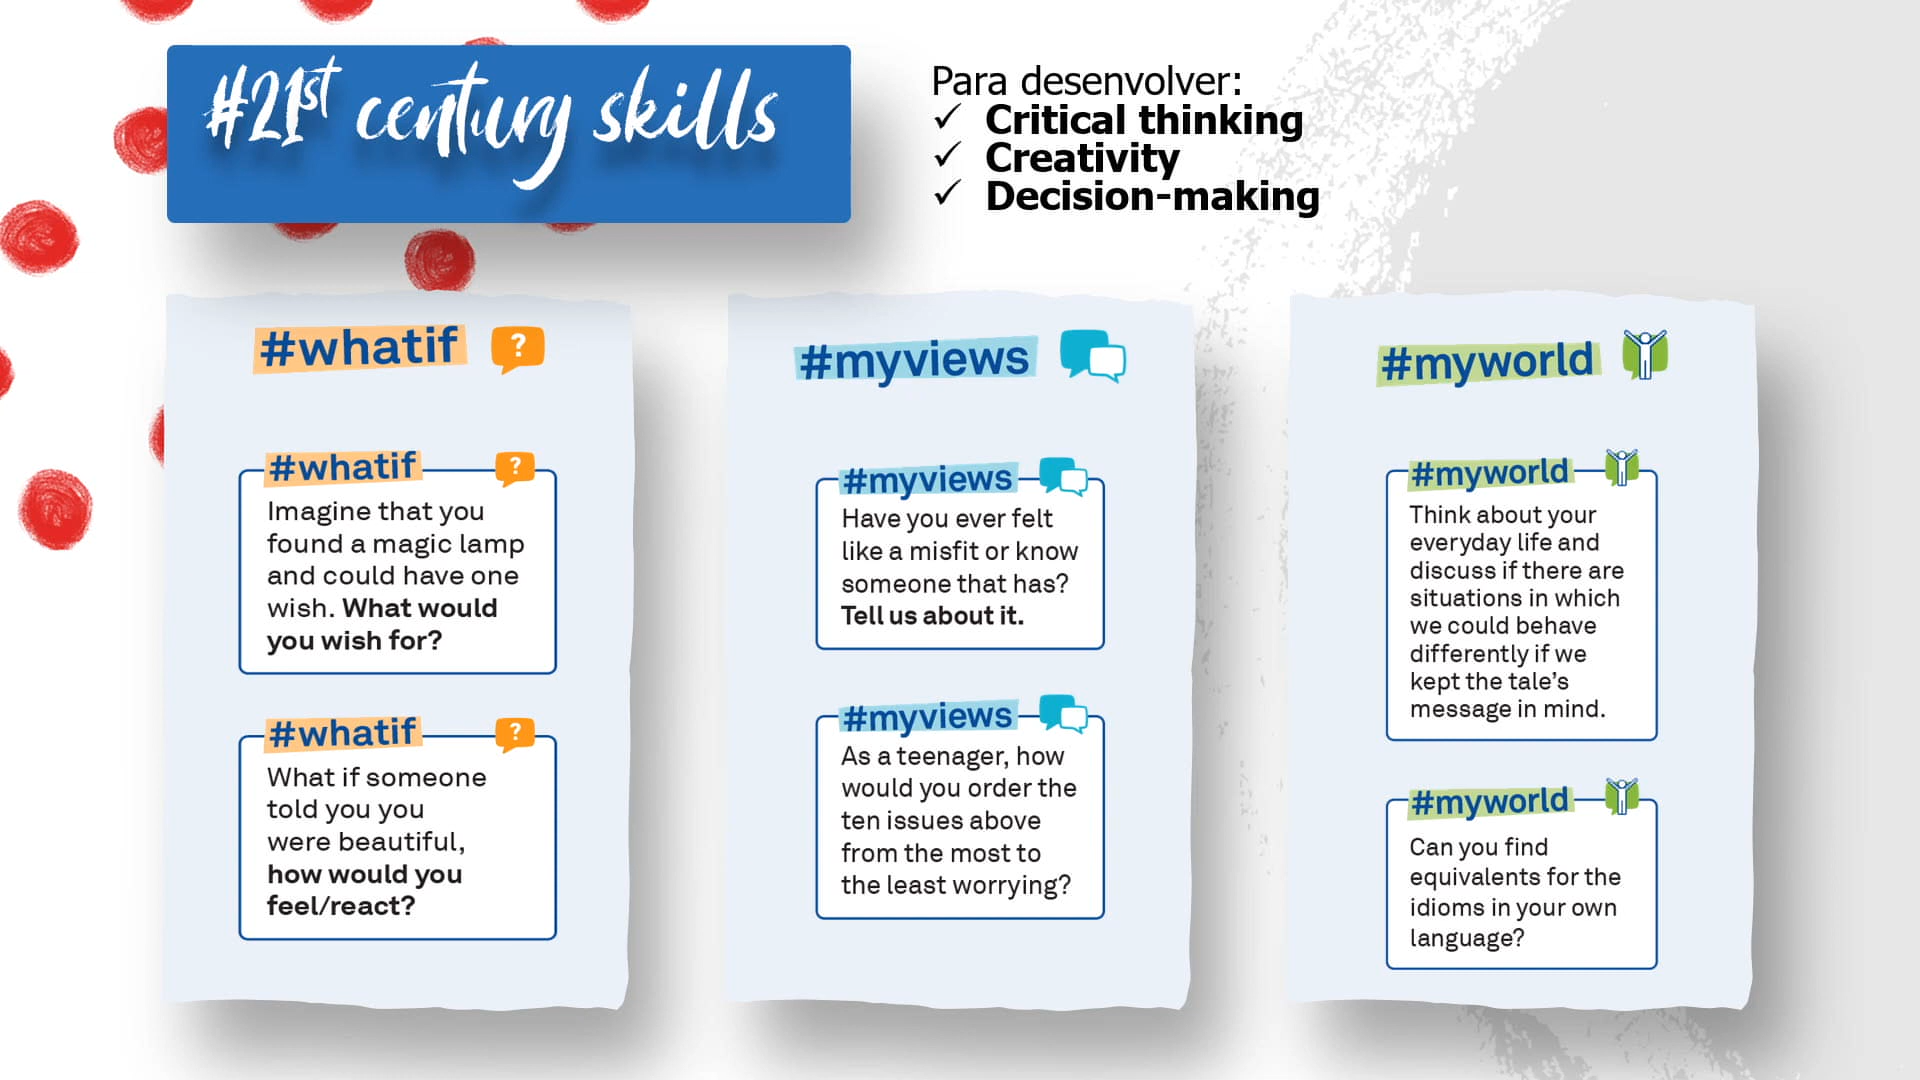 #21st century skills
Para desenvolver:
✓ Critical thinking
✓ Creativity
✓ Decision-making
#whatif ?
#whatif ?
Imagine that you
found a magic lamp
and could have one
wish. What would
you wish for?
#whatif ?
What if someone
told you you
were beautiful,
how would you
feel/react?
#myviews
#myviews
Have you ever felt
like a misfit or know
someone that has?
Tell us about it.
#myviews
As a teenager, how
would you order the
ten issues above
from the most to
the least worrying?
#myworld
#myworld
Think about your
everyday life and
discuss if there are
situations in which
we could behave
differently if we
kept the tale's
message in mind.
#myworld
Can you find
equivalents for the
idioms in your own
language?